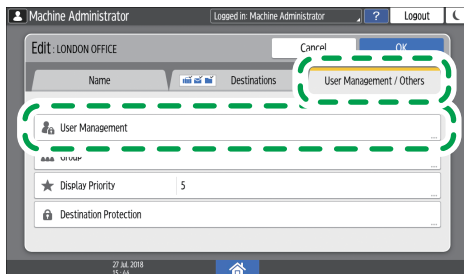 Machine Administrator
Logged in: Machine Administrator
?
Logout
Edit : LONDON OFFICE
Cancel
OK
Name
Destinations
User Management / Others
User Management
Group
Display Priority
5
Destination Protection
27 Jul. 2018
15:44